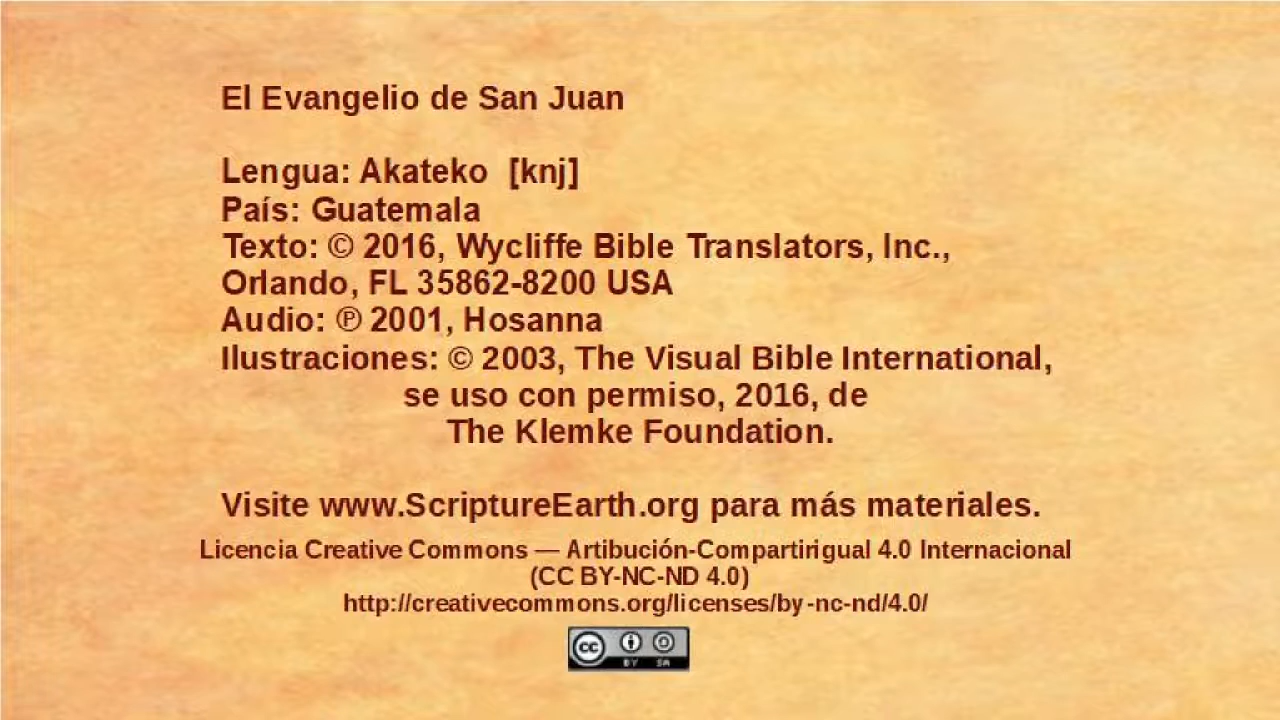 El Evangelio de San Juan
Lengua: Akateko [knj]
País: Guatemala
Texto: © 2016, Wycliffe Bible Translators, Inc.,
Orlando, FL 35862-8200 USA
Audio: ℗ 2001, Hosanna
Ilustraciones: © 2003, The Visual Bible International,
se uso con permiso, 2016, de
The Klemke Foundation.
Visite www.ScriptureEarth.org para más materiales.
Licencia Creative Commons — Artibución-Compartirigual 4.0 Internacional
(CC BY-NC-ND 4.0)
http://creativecommons.org/licenses/by-nc-nd/4.0/
cc BY SA